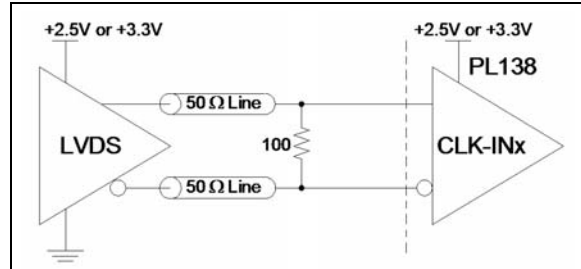 +2.5V or +3.3V
+2.5V or +3.3V
PL138
50 Ω Line
LVDS
100
CLK-INx
50 Ω Line